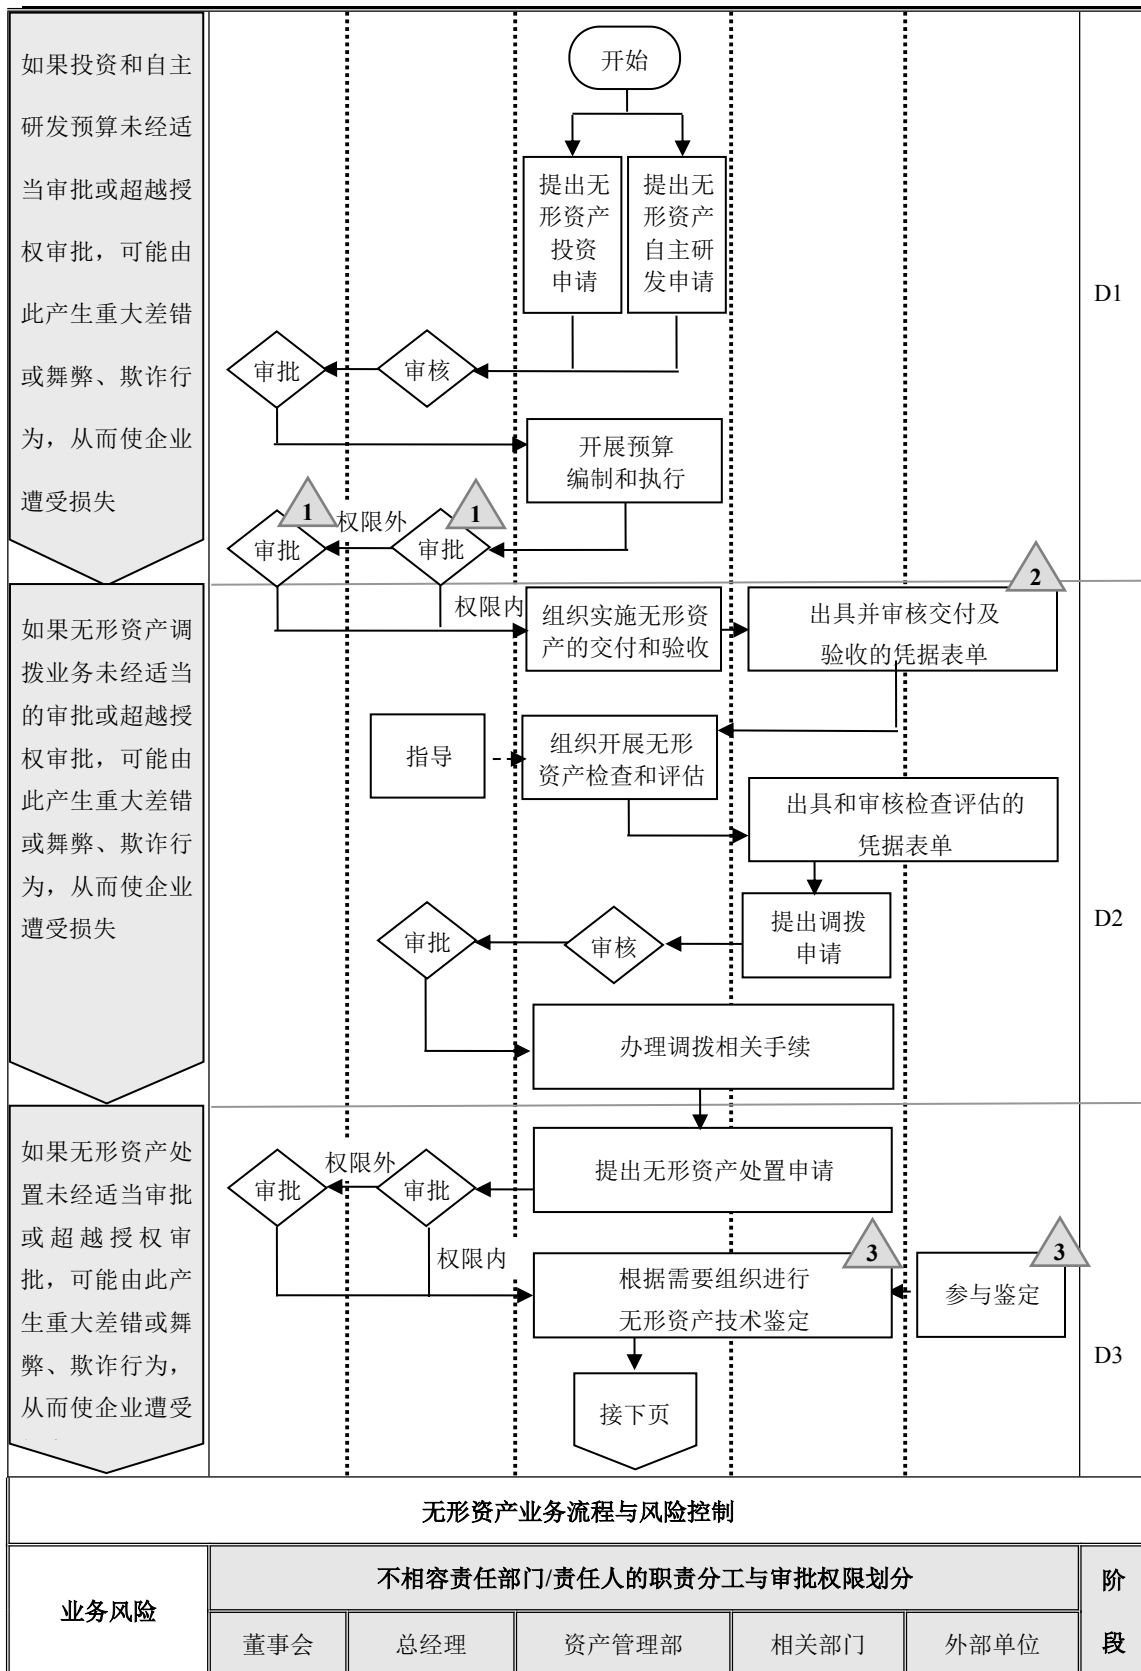 如果投资和自主
研发预算未经适
当审批或超越授
权审批，可能由
此产生重大差错
或舞弊、欺诈行
为，从而使企业
遭受损失
开始
提出无
形资产
投资
申请
提出无
形资产
自主研
发申请
审批
审核
开展预算
编制和执行
1
权限外
1
审批
审批
D1
如果无形资产调
拨业务未经适当
的审批或超越授
权审批，可能由
此产生重大差错
或舞弊、欺诈行
为，从而使企业
遭受损失
权限内
组织实施无形资
产的交付和验收
2
出具并审核交付及
验收的凭据表单
指导
组织开展无形
资产检查和评估
出具和审核检查评估的
凭据表单
审批
审核
提出调拨
申请
办理调拨相关手续
D2
如果无形资产处
置未经适当审批
或超越授权审
批，可能由此产
生重大差错或舞
弊、欺诈行为，
从而使企业遭受
审批
权限外
审批
提出无形资产处置申请
权限内
3
根据需要组织进行
无形资产技术鉴定
3
参与鉴定
接下页
D3
无形资产业务流程与风险控制
业务风险
不相容责任部门/责任人的职责分工与审批权限划分
阶
段
董事会
总经理
资产管理部
相关部门
外部单位